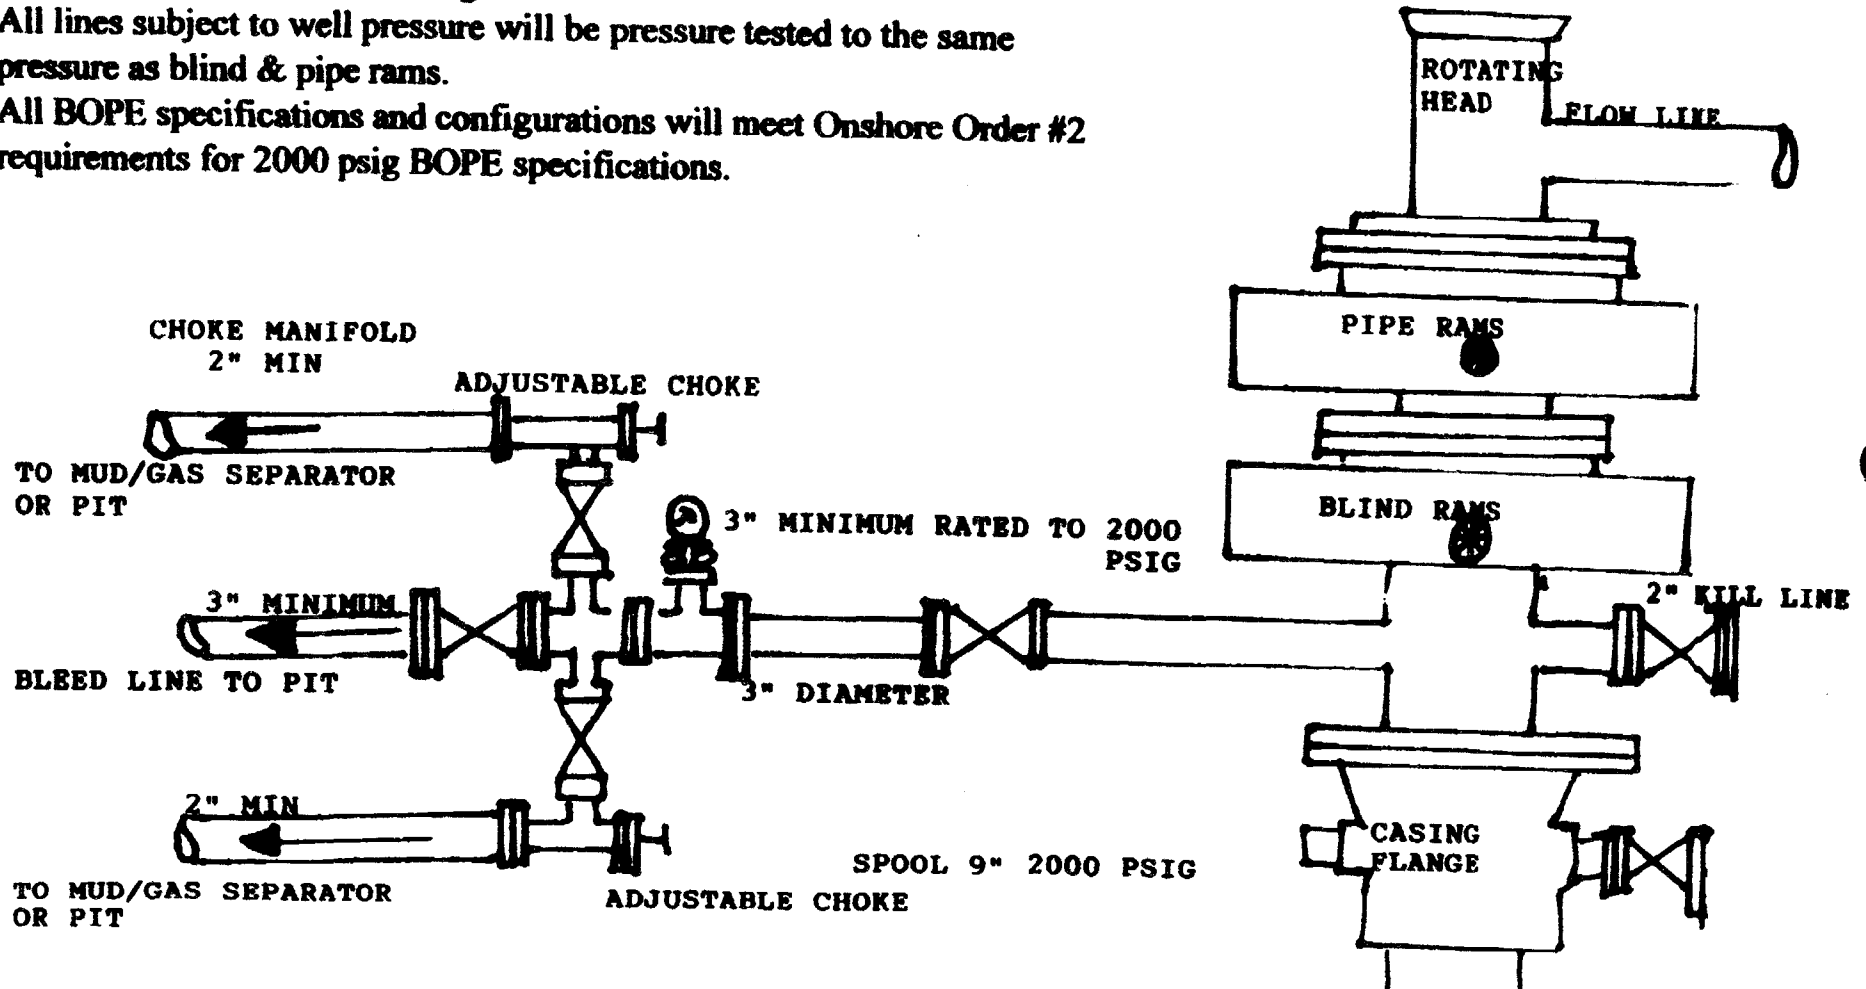 All lines subject to well pressure will be pressure tested to the same
pressure as blind & pipe rams.
All BOPE specifications and configurations will meet Onshore Order #2
requirements for 2000 psig BOPE specifications.
ROTATING
HEAD
FLOW LINE
PIPE RAMS
CHOKE MANIFOLD
2" MIN
ADJUSTABLE CHOKE
TO MUD/GAS SEPARATOR
OR PIT
3" MINIMUM RATED TO 2000
PSIG
BLIND RAMS
3" MINIMUM
2" KILL LINE
BLEED LINE TO PIT
3" DIAMETER
2" MIN
CASING
FLANGE
SPOOL 9" 2000 PSIG
TO MUD/GAS SEPARATOR
OR PIT
ADJUSTABLE CHOKE